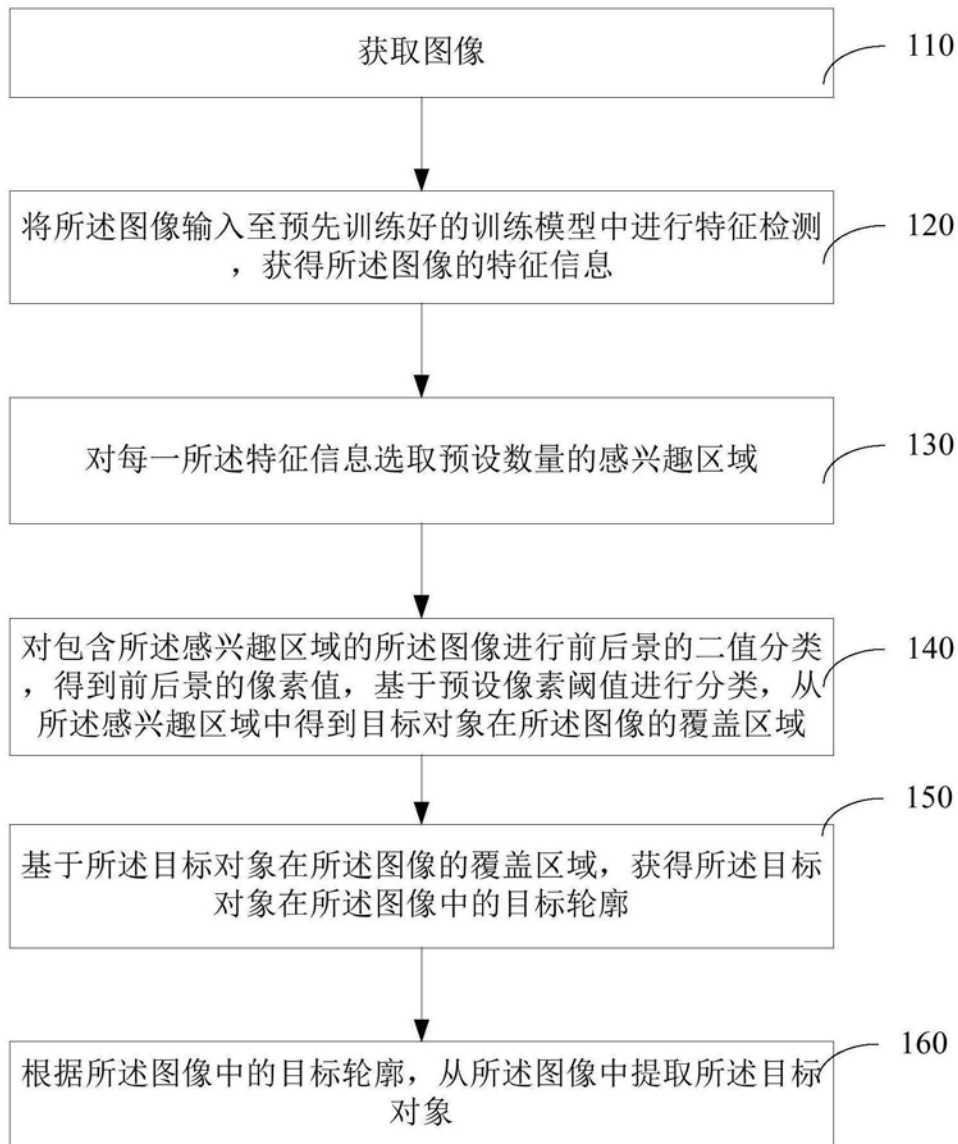 获取图像
110
将所述图像输入至预先训练好的训练模型中进行特征检测
，获得所述图像的特征信息
120
对每一所述特征信息选取预设数量的感兴趣区域
130
对包含所述感兴趣区域的所述图像进行前后景的二值分类
，得到前后景的像素值，基于预设像素阈值进行分类，从
所述感兴趣区域中得到目标对象在所述图像的覆盖区域
140
150
基于所述目标对象在所述图像的覆盖区域，获得所述目标
对象在所述图像中的目标轮廓
160
根据所述图像中的目标轮廓，从所述图像中提取所述目标
对象